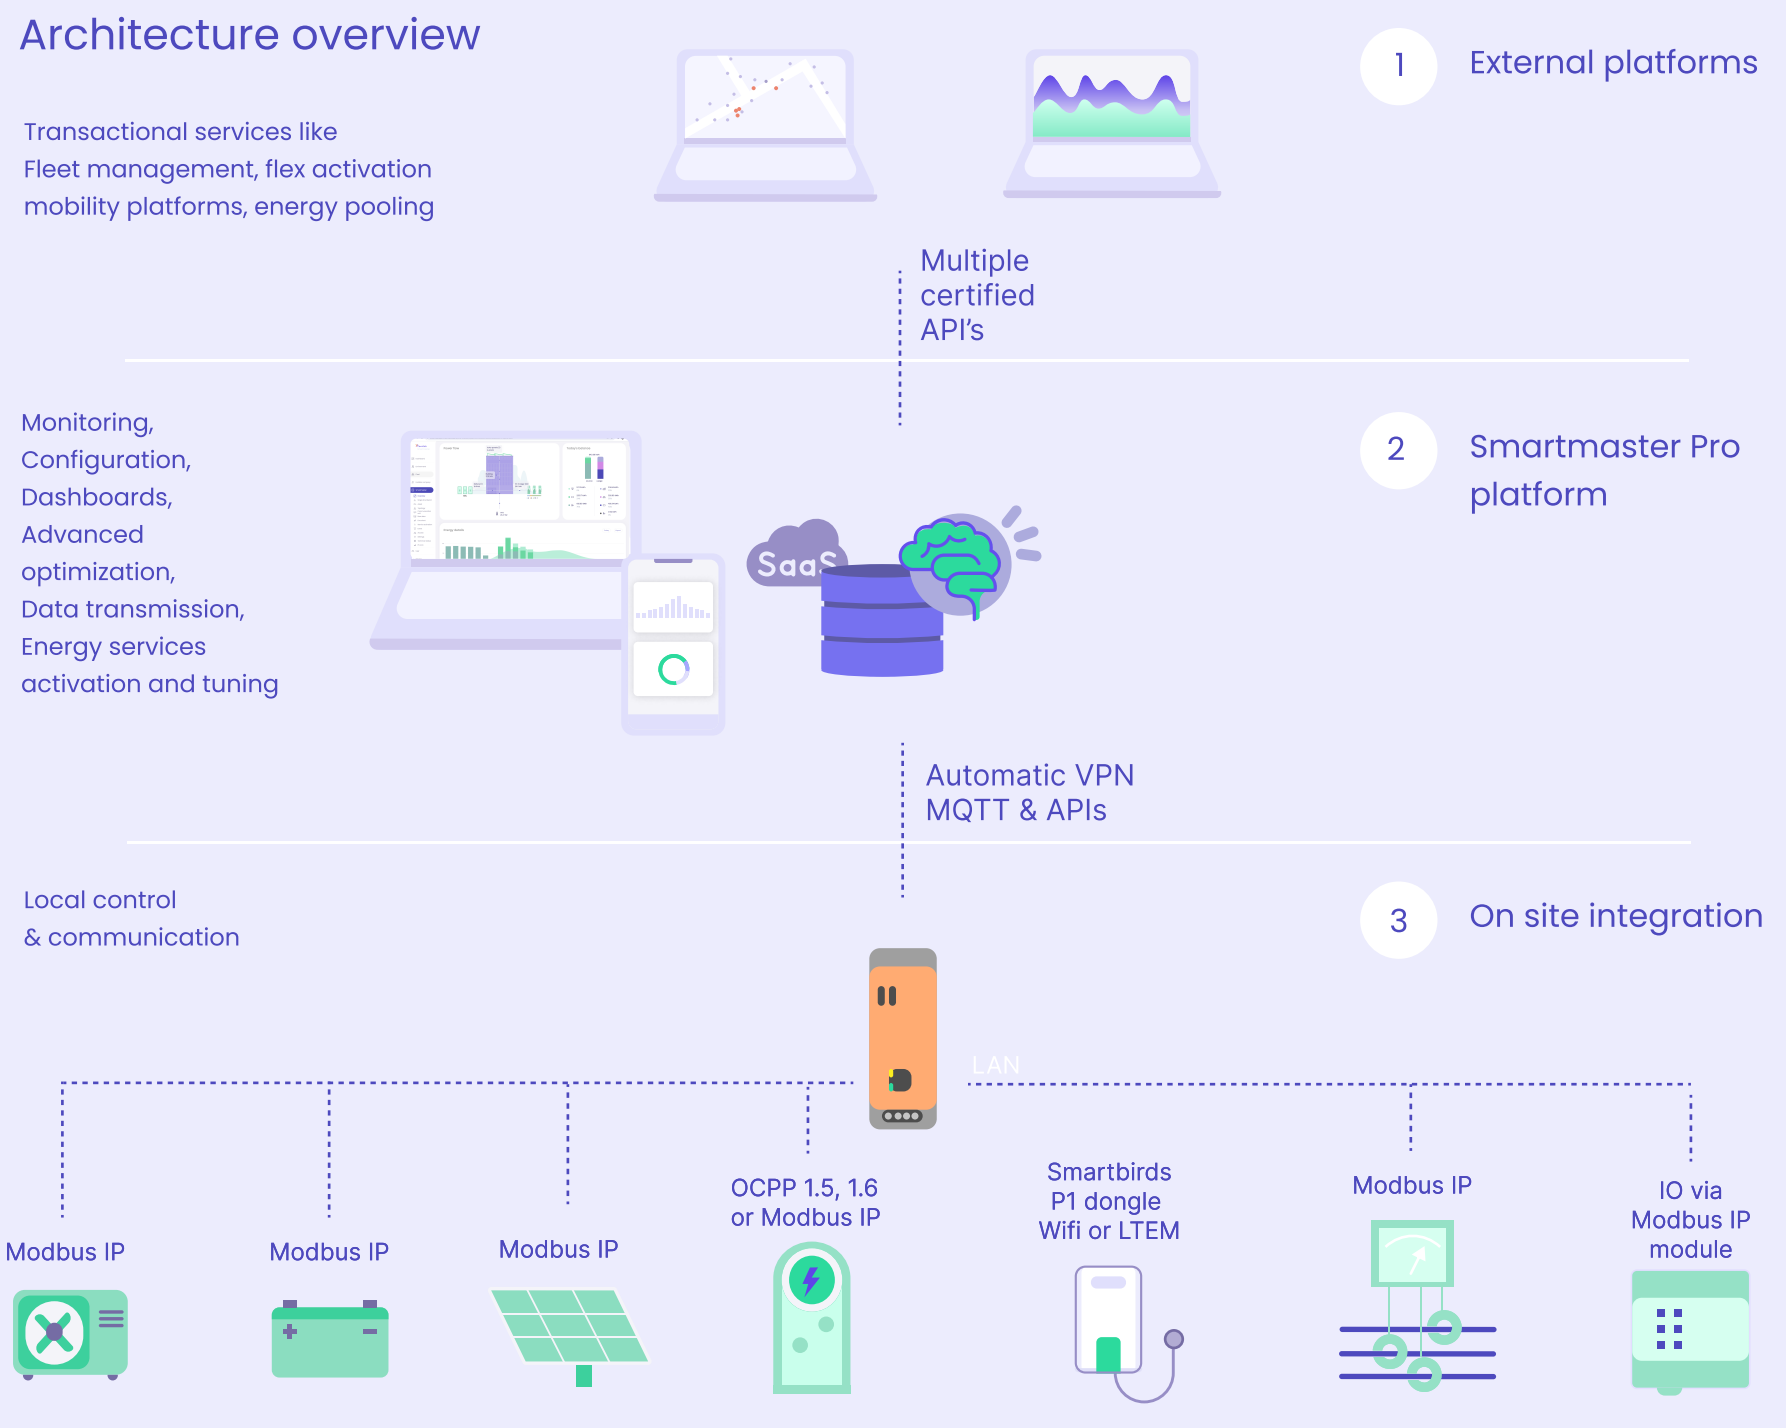 Architecture overview
Transactional services like
Fleet management, flex activation
mobility platforms, energy pooling
1
External platforms
Multiple
certified
API's
Monitoring,
Configuration,
Dashboards,
Advanced
optimization,
Data transmission,
Energy services
activation and tuning
SaaS
2
Smartmaster Pro
platform
Automatic VPN
MQTT & APIs
Local control
& communication
3
On site integration
LAN
Modbus IP
Modbus IP
Modbus IP
OCPP 1.5, 1.6
or Modbus IP
Smartbirds
P1 dongle
Wifi or LTEM
Modbus IP
IO via
Modbus IP
module